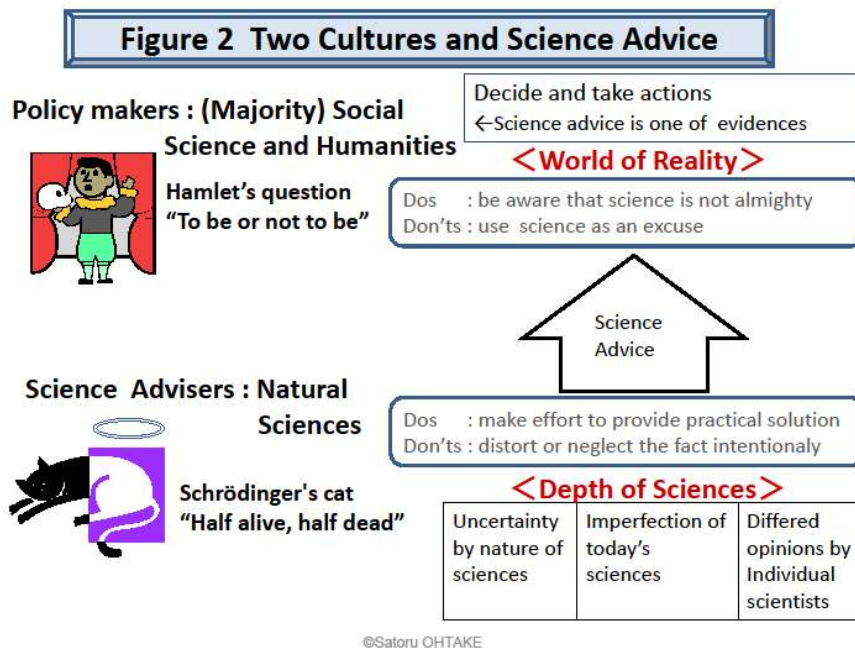 Figure 2 Two Cultures and Science Advice
Policy makers : (Majority) Social
Science and Humanities
Hamlet's question
“To be or not to be”
Decide and take actions
←Science advice is one of evidences
＜World of Reality＞
Dos : be aware that science is not almighty
Don'ts : use science as an excuse
Science
Advice
Science Advisers : Natural
Sciences
Schrödinger's cat
“Half alive, half dead”
Dos : make effort to provide practical solution
Don'ts : distort or neglect the fact intentionaly
＜Depth of Sciences＞
Uncertainty
by nature of
sciences
Imperfection of
today's
sciences
Differed
opinions by
Individual
scientists
©Satoru OHTAKE